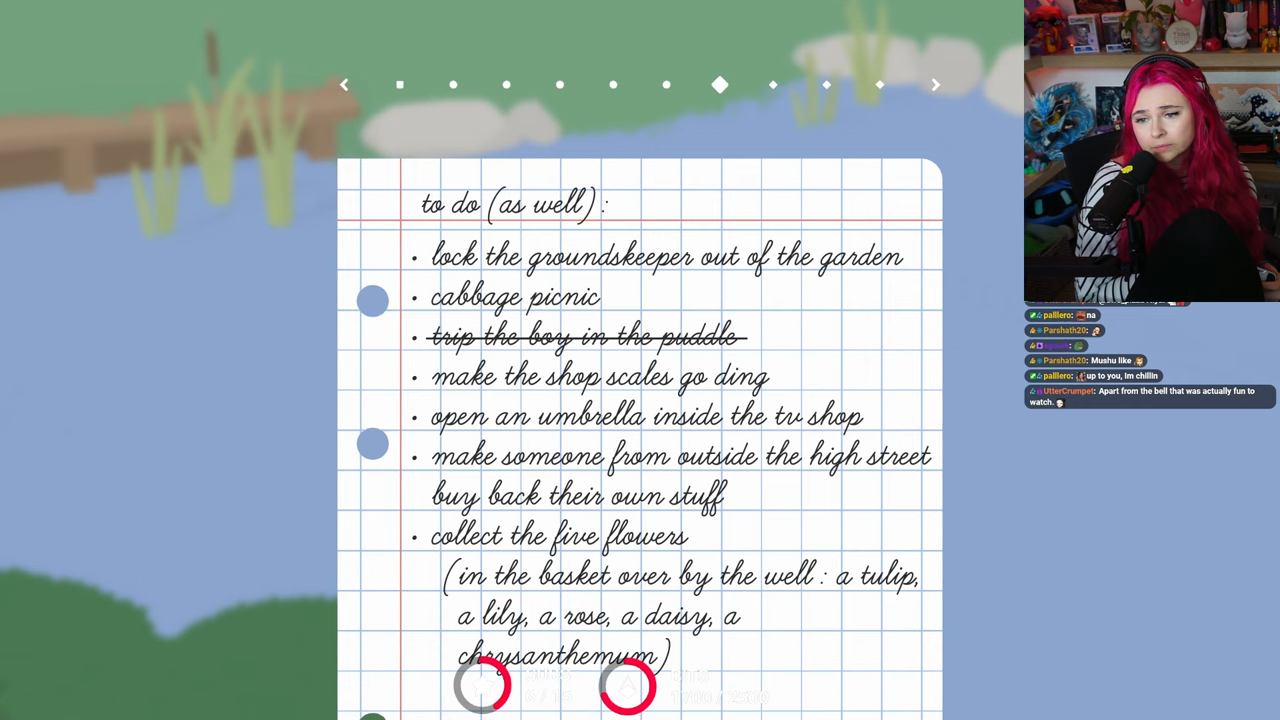 to do (as well) :
• lock the groundskeeper out of the garden
• cabbage picnic
• trip the boy in the puddle
• make the shop scales go ding
• open an umbrella inside the tv shop
• make someone from outside the high street
buy back their own stuff
• collect the five flowers
(in the basket over by the well : a tulip,
a lily, a rose, a daisy, a
chrysanthemum)
palllero: na
Parshath20:
Parshath20: Mushu like
palllero: up to you, Im chillin
UtterCrumpet: Apart from the bell that was actually fun to
watch.